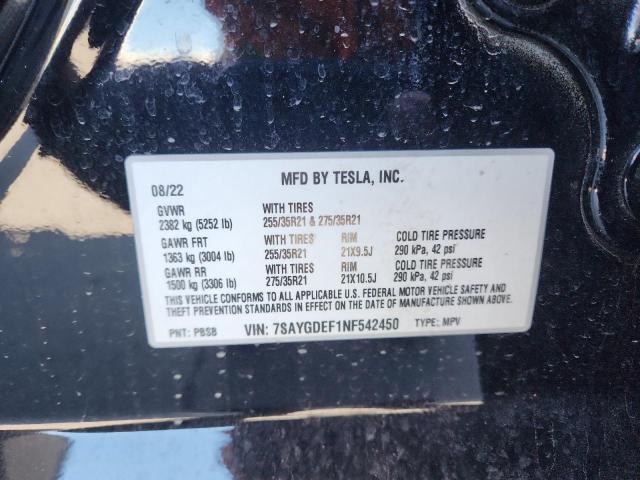 08/22 MFD BY TESLA, INC.
GVWR WITH TIRES
2382 kg (5252 lb) 255/35R21 & 275/35R21
GAWR FRT WITH TIRES RIM COLD TIRE PRESSURE
1363 kg (3004 lb) 255/35R21 21X9.5J 290 kPa, 42 psi
GAWR RR WITH TIRES RIM COLD TIRE PRESSURE
1500 kg (3306 lb) 275/35R21 21X10.5J 290 kPa, 42 psi
THIS VEHICLE CONFORMS TO ALL APPLICABLE U.S. FEDERAL MOTOR VEHICLE SAFETY AND
THEFT PREVENTION STANDARDS IN EFFECT ON THE DATE OF MANUFACTURE SHOWN ABOVE.
PNT: PBSB VIN: 7SAYGDEF1NF542450 TYPE: MPV